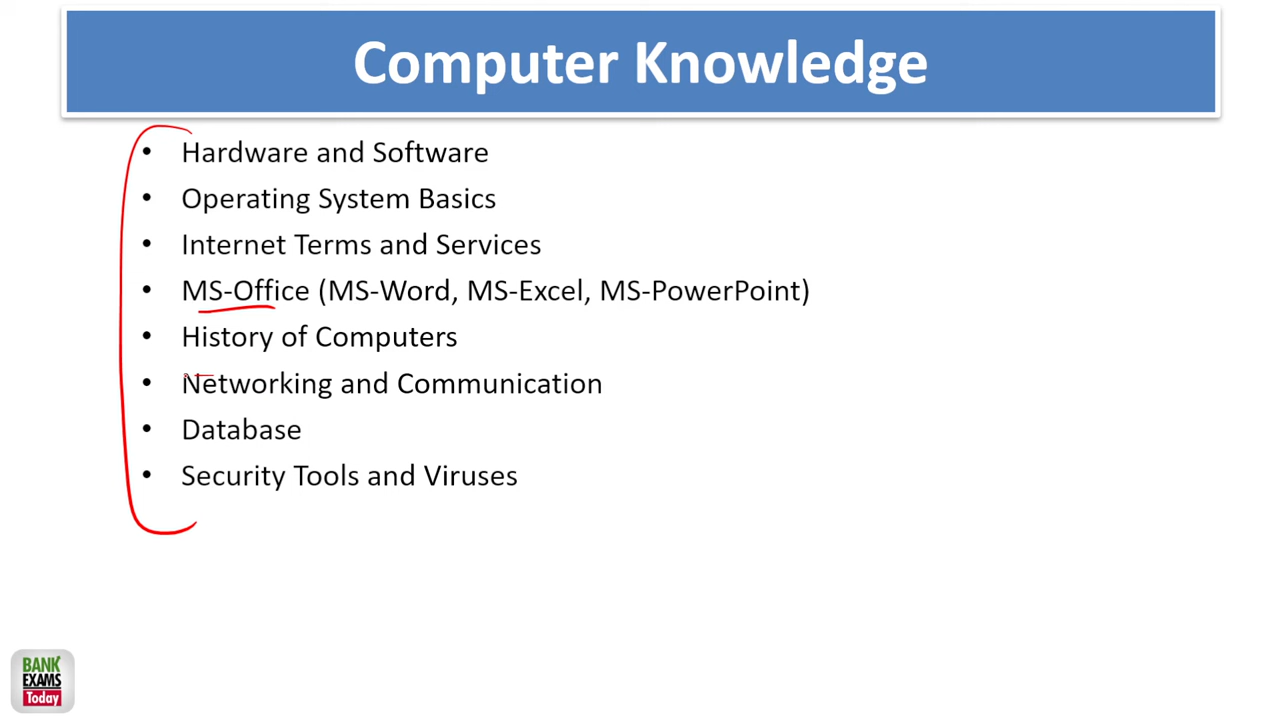 Computer Knowledge
• Hardware and Software
• Operating System Basics
• Internet Terms and Services
• MS-Office (MS-Word, MS-Excel, MS-PowerPoint)
• History of Computers
• Networking and Communication
• Database
• Security Tools and Viruses
BANK
EXAMS
Today